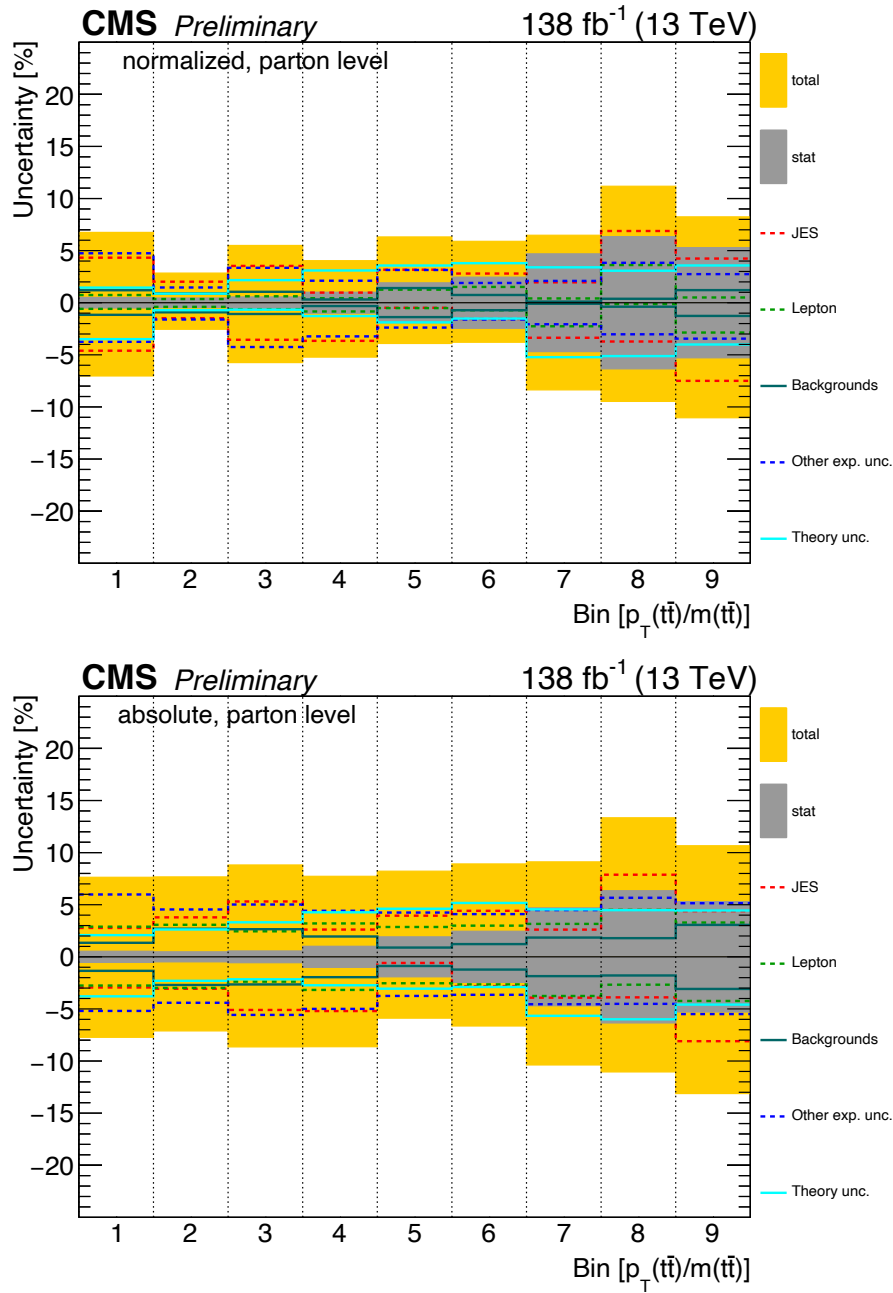 CMS Preliminary 138 fb⁻¹ (13 TeV)
normalized, parton level
Uncertainty [%]
20
15
10
5
0
−5
−10
−15
−20
1 2 3 4 5 6 7 8 9
Bin [p_T(tt̄)/m(tt̄)]
total
stat
JES
Lepton
Backgrounds
Other exp. unc.
Theory unc.
CMS Preliminary 138 fb⁻¹ (13 TeV)
absolute, parton level
Uncertainty [%]
20
15
10
5
0
−5
−10
−15
−20
1 2 3 4 5 6 7 8 9
Bin [p_T(tt̄)/m(tt̄)]
total
stat
JES
Lepton
Backgrounds
Other exp. unc.
Theory unc.